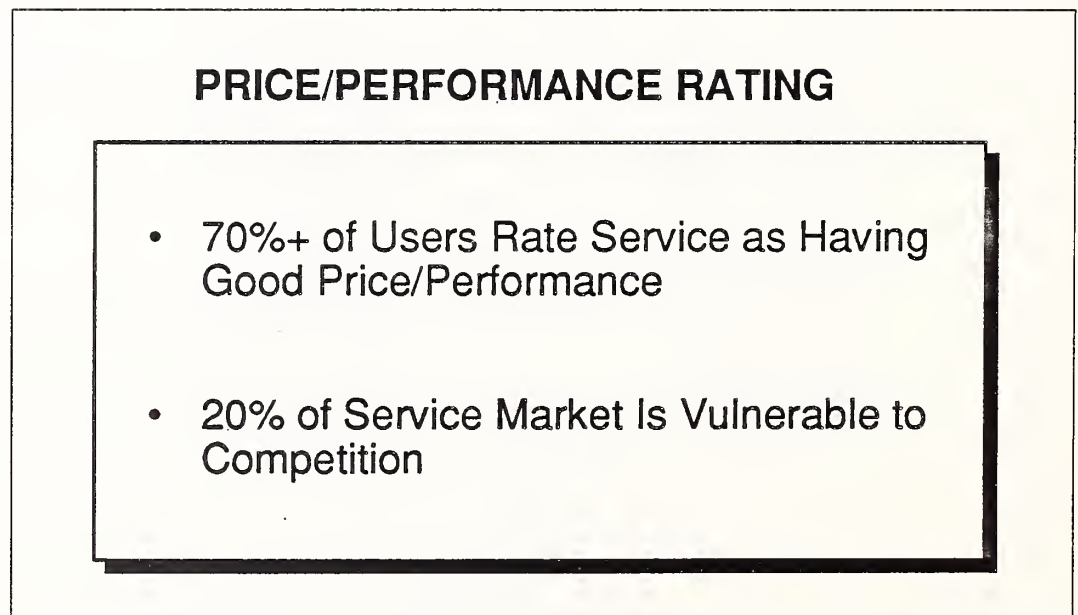 PRICE/PERFORMANCE RATING
• 70%+ of Users Rate Service as Having
Good Price/Performance
• 20% of Service Market Is Vulnerable to
Competition